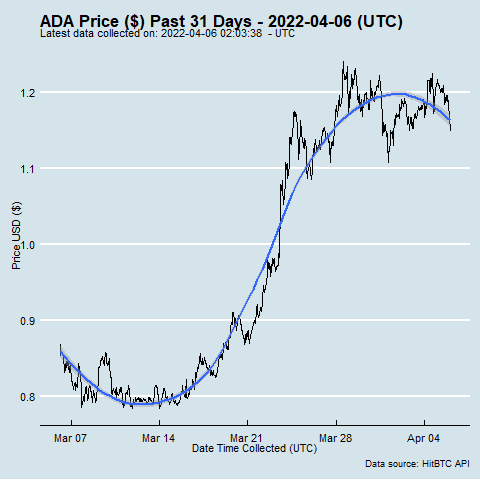 ADA Price ($) Past 31 Days - 2022-04-06 (UTC)
Latest data collected on: 2022-04-06 02:03:38 - UTC
1.2
1.1
1.0
0.9
0.8
Price USD ($)
Mar 07 Mar 14 Mar 21 Mar 28 Apr 04
Date Time Collected (UTC)
Data source: HitBTC API